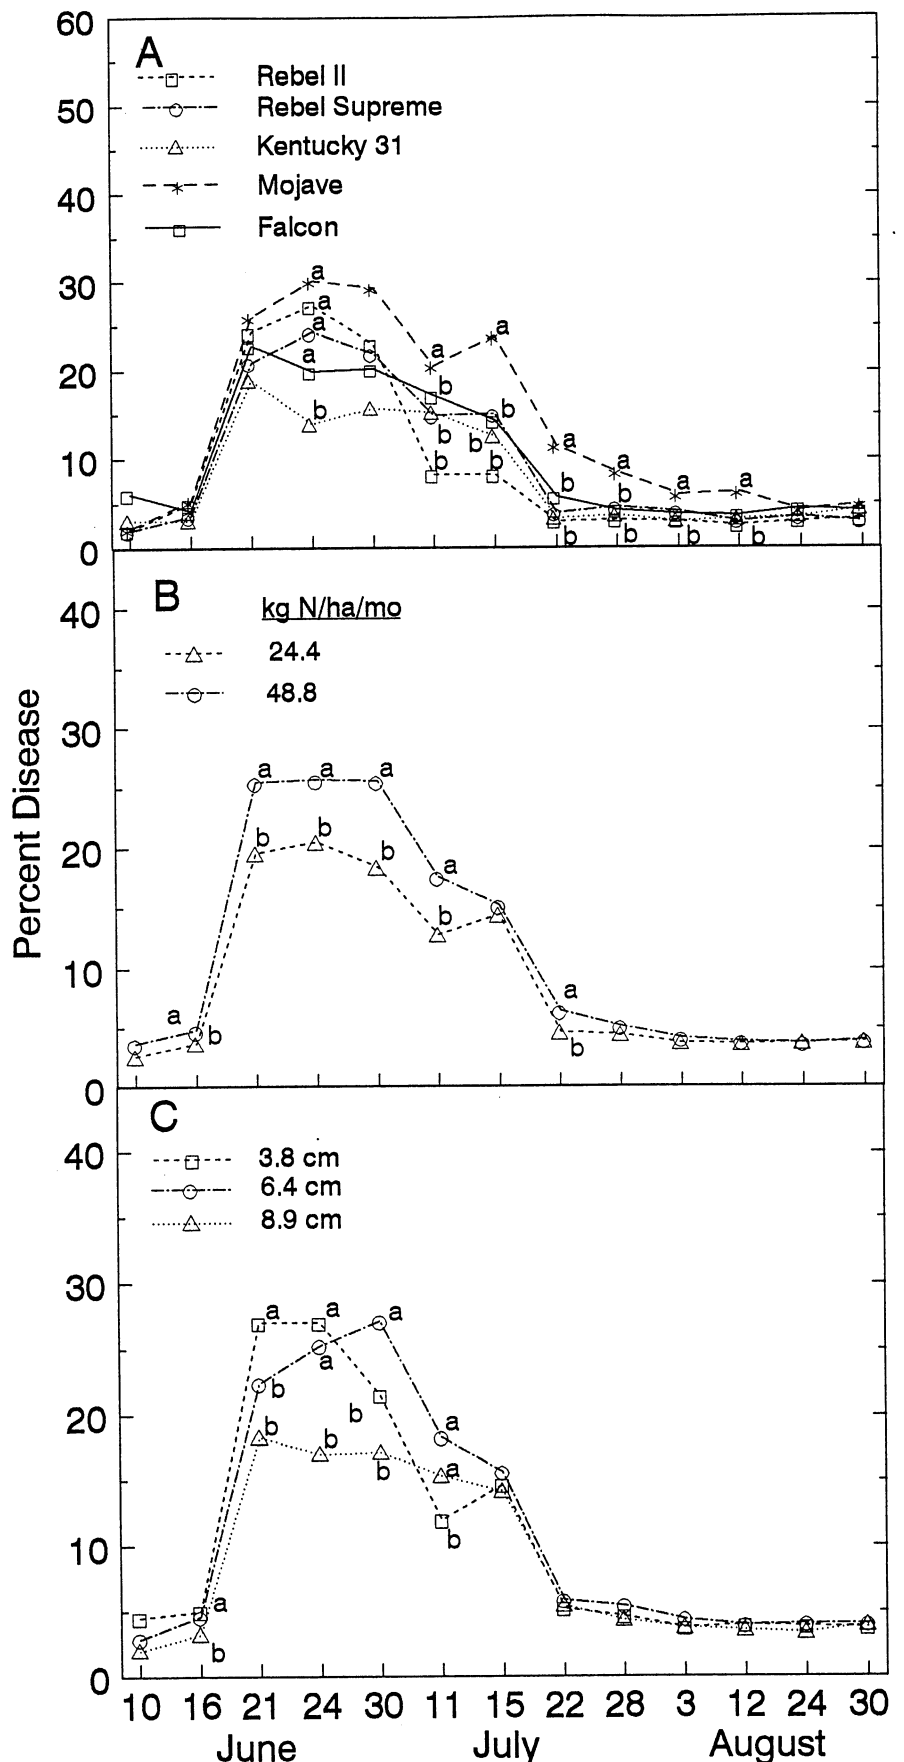 60
A
Rebel II
50
Rebel Supreme
Kentucky 31
40
Mojave
Falcon
30
a
a
a
a
a
a
20
b
b
b
b
b
b
b
10
a
a
a
a
b
b
b
b
b
b
0
B
kg N/ha/mo
40
24.4
48.8
30
a a a
b
b
20
b
a
b
10
a
a
b
b
0
C
40
3.8 cm
6.4 cm
8.9 cm
30
a
a
a
a
b
20
b
b
b
b
a
a
b
10
a
b
0
Percent Disease
10 16 21 24 30 11 15 22 28 3 12 24 30
June July August